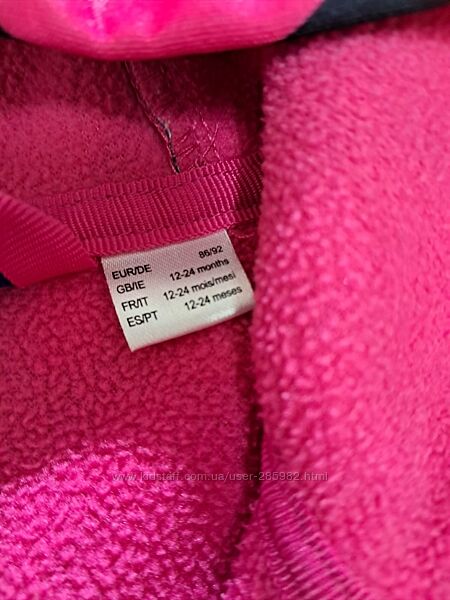 EUR/DE 86/92
GB/IE 12-24 months
FR/IT 12-24 mois/mesi
ES/PT 12-24 meses
www.kidstaff.com.ua/user-285982.html